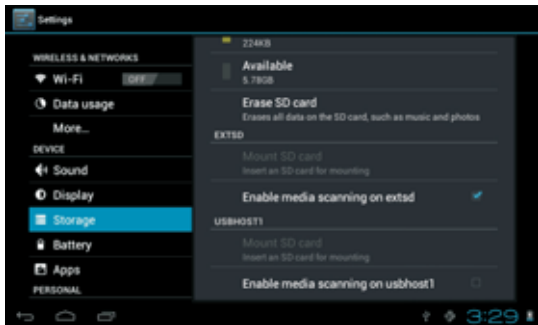 Settings
WIRELESS & NETWORKS
Wi-Fi OFF
Data usage
More...
DEVICE
Sound
Display
Storage
Battery
Apps
PERSONAL
224KB
Available
5.78GB
Erase SD card
Erases all data on the SD card, such as music and photos
EXTSD
Mount SD card
Insert an SD card for mounting
Enable media scanning on extsd
USBHOST1
Mount SD card
Insert an SD card for mounting
Enable media scanning on usbhost1
3:29